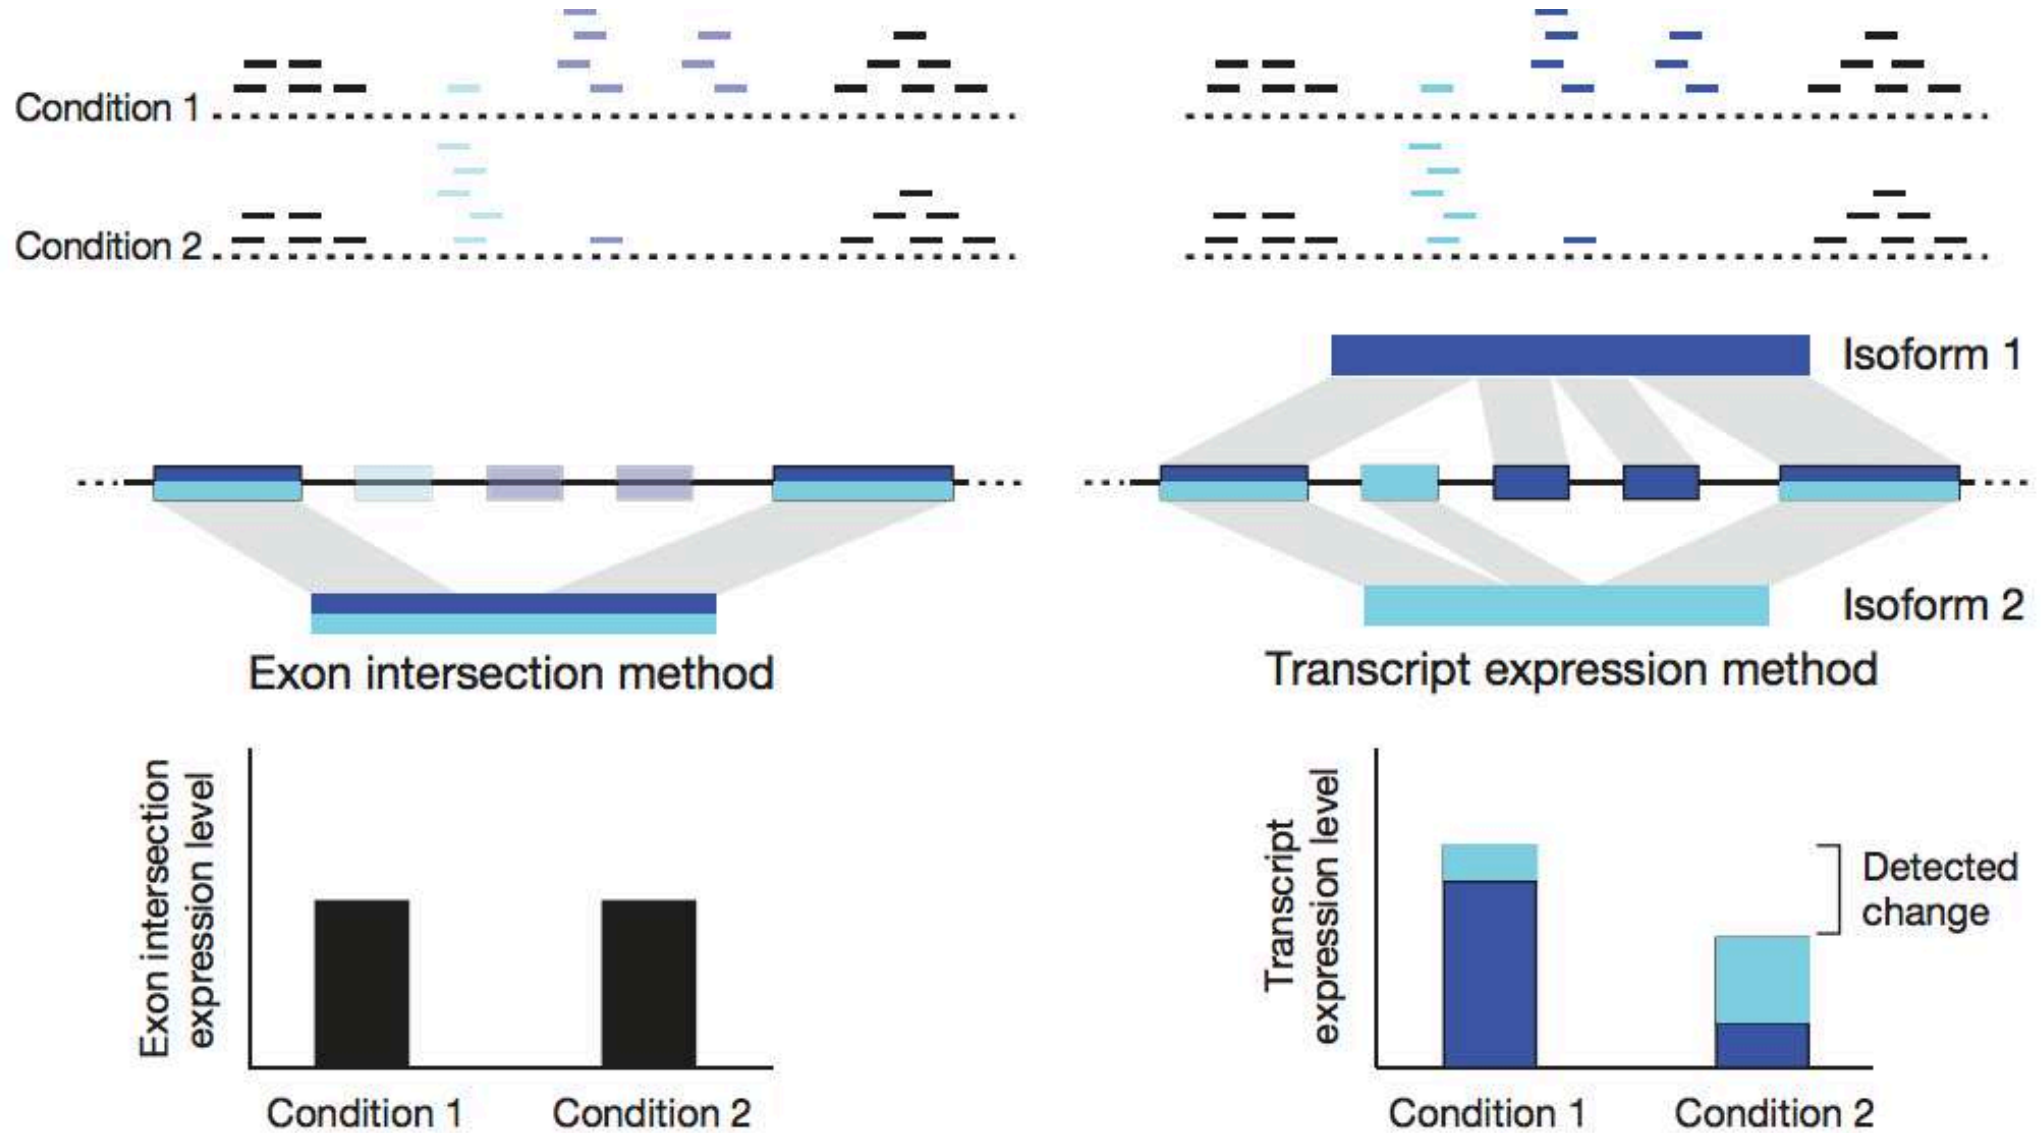 Condition 1
Condition 2
Isoform 1
Isoform 2
Exon intersection method
Transcript expression method
Exon intersection
expression level
Condition 1
Condition 2
Transcript
expression level
Detected
change
Condition 1
Condition 2